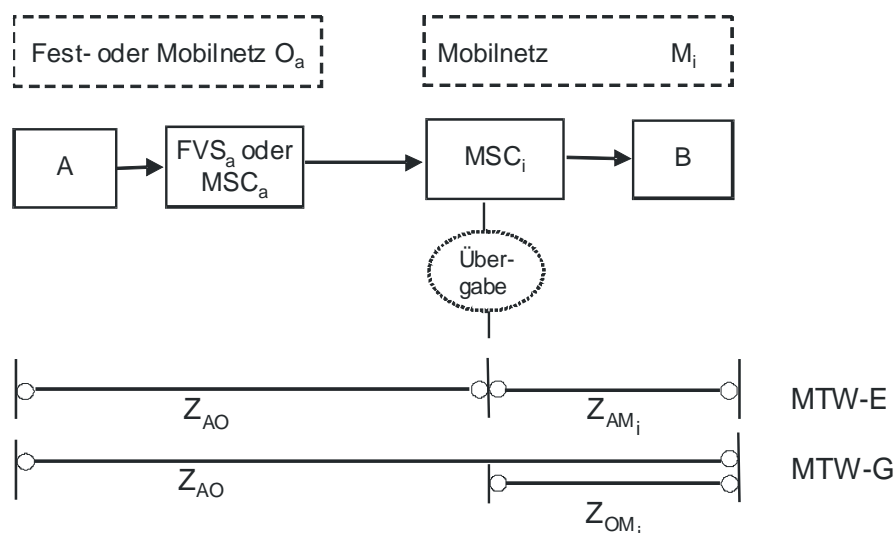 Fest- oder Mobilnetz Oa
Mobilnetz Mi
A
FVSa oder
MSCa
MSCi
B
Über-
gabe
ZAO
ZAMi
MTW-E
ZAO
MTW-G
ZOMi